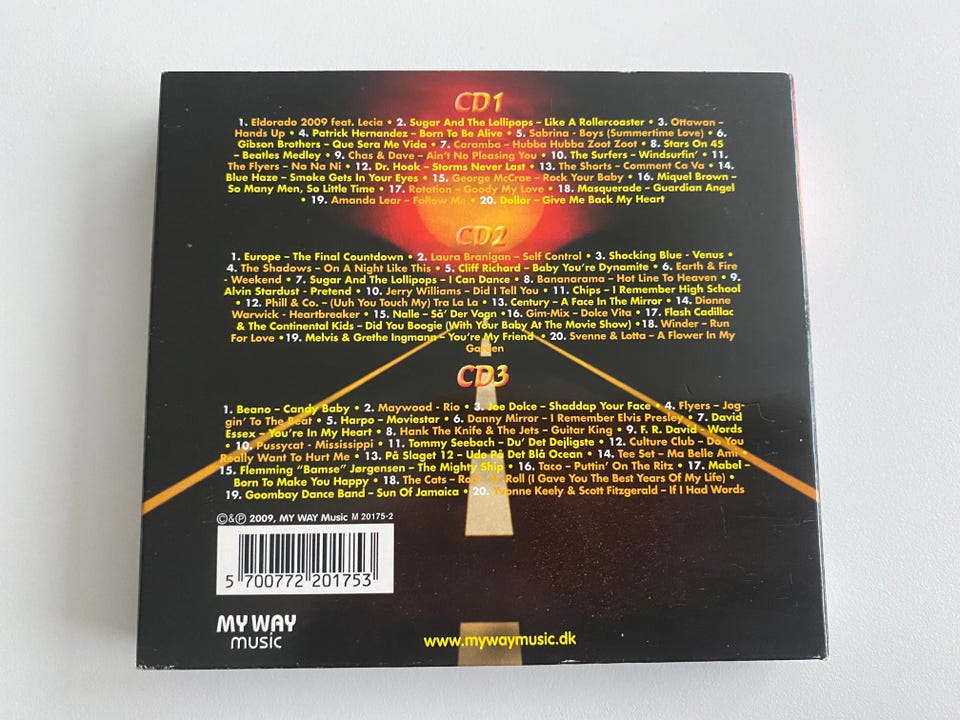 CD1
1. Eldorado 2009 feat. Lecia • 2. Sugar And The Lollipops – Like A Rollercoaster • 3. Ottawan –
Hands Up • 4. Patrick Hernandez – Born To Be Alive • 5. Sabrina - Boys (Summertime Love) • 6.
Gibson Brothers – Que Sera Me Vida • 7. Caramba – Hubba Hubba Zoot Zoot • 8. Stars On 45
– Beatles Medley • 9. Chas & Dave – Ain't No Pleasing You • 10. The Surfers – Windsurfin' • 11.
The Flyers – Na Na Ni • 12. Dr. Hook – Storms Never Last • 13. The Shorts – Comment Ca Va • 14.
Blue Haze – Smoke Gets In Your Eyes • 15. George McCrae – Rock Your Baby • 16. Miquel Brown –
So Many Men, So Little Time • 17. Rotation – Goody My Love • 18. Masquerade – Guardian Angel
• 19. Amanda Lear – Follow Me • 20. Dollar – Give Me Back My Heart
CD2
1. Europe – The Final Countdown • 2. Laura Branigan – Self Control • 3. Shocking Blue - Venus •
4. The Shadows – On A Night Like This • 5. Cliff Richard – Baby You're Dynamite • 6. Earth & Fire
- Weekend • 7. Sugar And The Lollipops – I Can Dance • 8. Bananarama – Hot Line To Heaven • 9.
Alvin Stardust - Pretend • 10. Jerry Williams – Did I Tell You • 11. Chips – I Remember High School
• 12. Phill & Co. – (Uuh You Touch My) Tra La La • 13. Century – A Face In The Mirror • 14. Dionne
Warwick - Heartbreaker • 15. Nalle – Så' Der Vogn •16. Gim-Mix – Dolce Vita • 17. Flash Cadillac
& The Continental Kids – Did You Boogie (With Your Baby At The Movie Show) •18. Winder – Run
For Love •19. Melvis & Grethe Ingmann – You're My Friend • 20. Svenne & Lotta – A Flower In My
Garden
CD3
1. Beano – Candy Baby • 2. Maywood - Rio • 3. Joe Dolce – Shaddap Your Face • 4. Flyers – Jog-
gin' To The Beat • 5. Harpo – Moviestar • 6. Danny Mirror – I Remember Elvis Presley • 7. David
Essex – You're In My Heart • 8. Hank The Knife & The Jets – Guitar King • 9. F. R. David - Words
• 10. Pussycat - Mississippi • 11. Tommy Seebach – Du' Det Dejligste • 12. Culture Club – Do You
Really Want To Hurt Me • 13. På Slaget 12 – Ude På Det Blå Ocean • 14. Tee Set – Ma Belle Ami •
15. Flemming "Bamse" Jørgensen – The Mighty Ship • 16. Taco – Puttin' On The Ritz • 17. Mabel –
Born To Make You Happy • 18. The Cats – Rock 'N' Roll (I Gave You The Best Years Of My Life) •
19. Goombay Dance Band – Sun Of Jamaica • 20. Yvonne Keely & Scott Fitzgerald – If I Had Words
©&℗ 2009, MY WAY Music M 20175-2
5 700772 201753
MY WAY
music
www.mywaymusic.dk